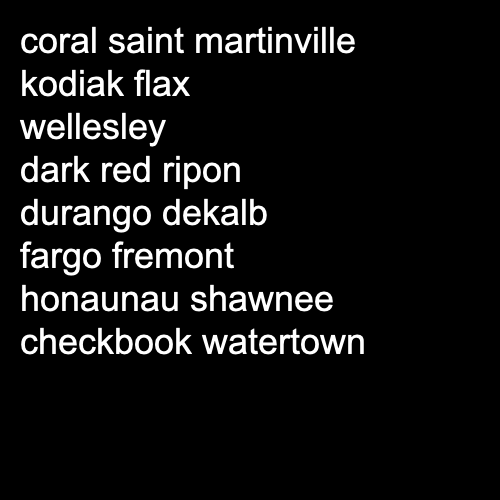 coral saint martinville
kodiak flax
wellesley
dark red ripon
durango dekalb
fargo fremont
honaunau shawnee
checkbook watertown